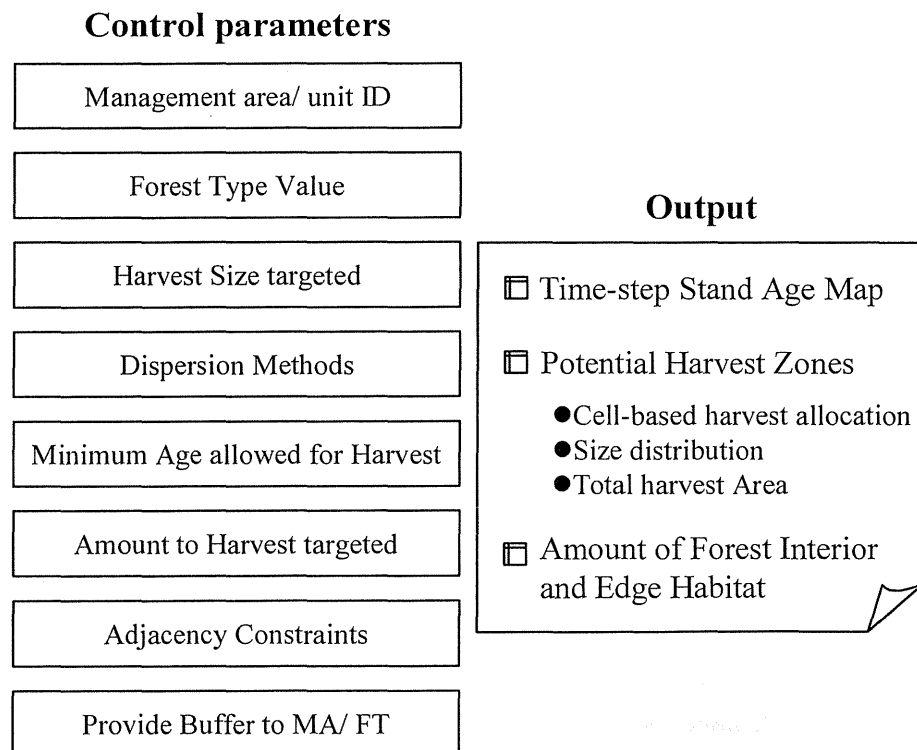 Control parameters
Management area/ unit ID
Forest Type Value
Harvest Size targeted
Dispersion Methods
Minimum Age allowed for Harvest
Amount to Harvest targeted
Adjacency Constraints
Provide Buffer to MA/ FT
Output
Time-step Stand Age Map
Potential Harvest Zones
●Cell-based harvest allocation
●Size distribution
●Total harvest Area
Amount of Forest Interior
and Edge Habitat